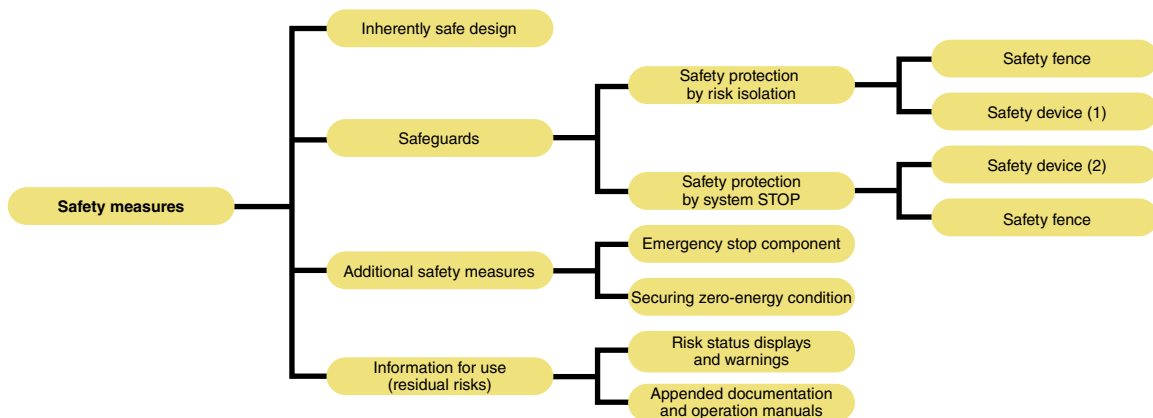 Safety measures
Inherently safe design
Safeguards
Safety protection
by risk isolation
Safety fence
Safety device (1)
Safety protection
by system STOP
Safety device (2)
Safety fence
Additional safety measures
Emergency stop component
Securing zero-energy condition
Information for use
(residual risks)
Risk status displays
and warnings
Appended documentation
and operation manuals